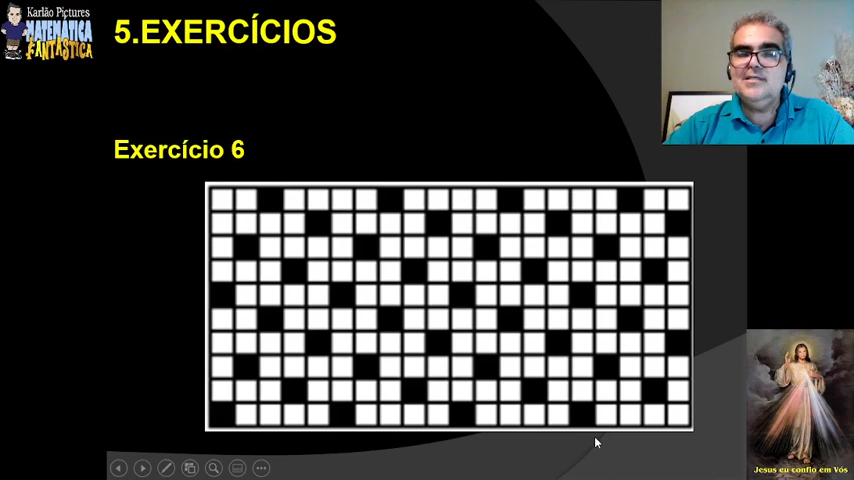 Karlão Pictures
MATEMÁTICA
FANTÁSTICA
5.EXERCÍCIOS
Exercício 6
Jesus eu confio em Vós